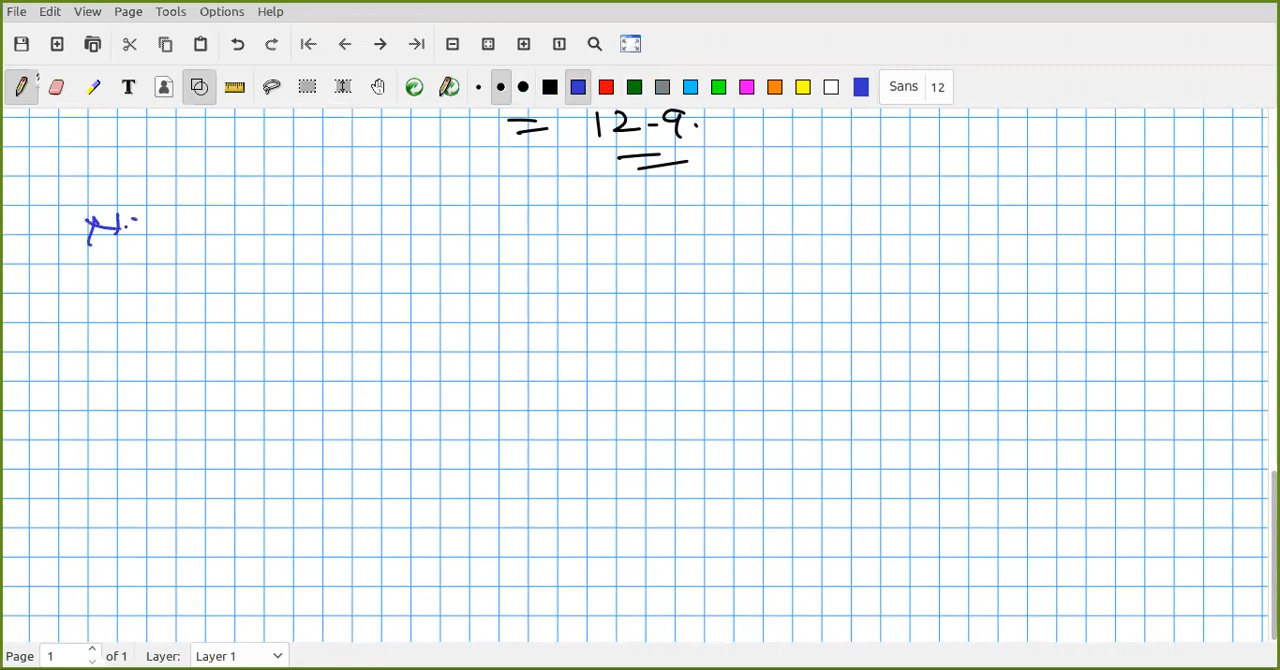 File Edit View Page Tools Options Help
Sans 12
= 12-9.
Page 1 of 1 Layer: Layer 1